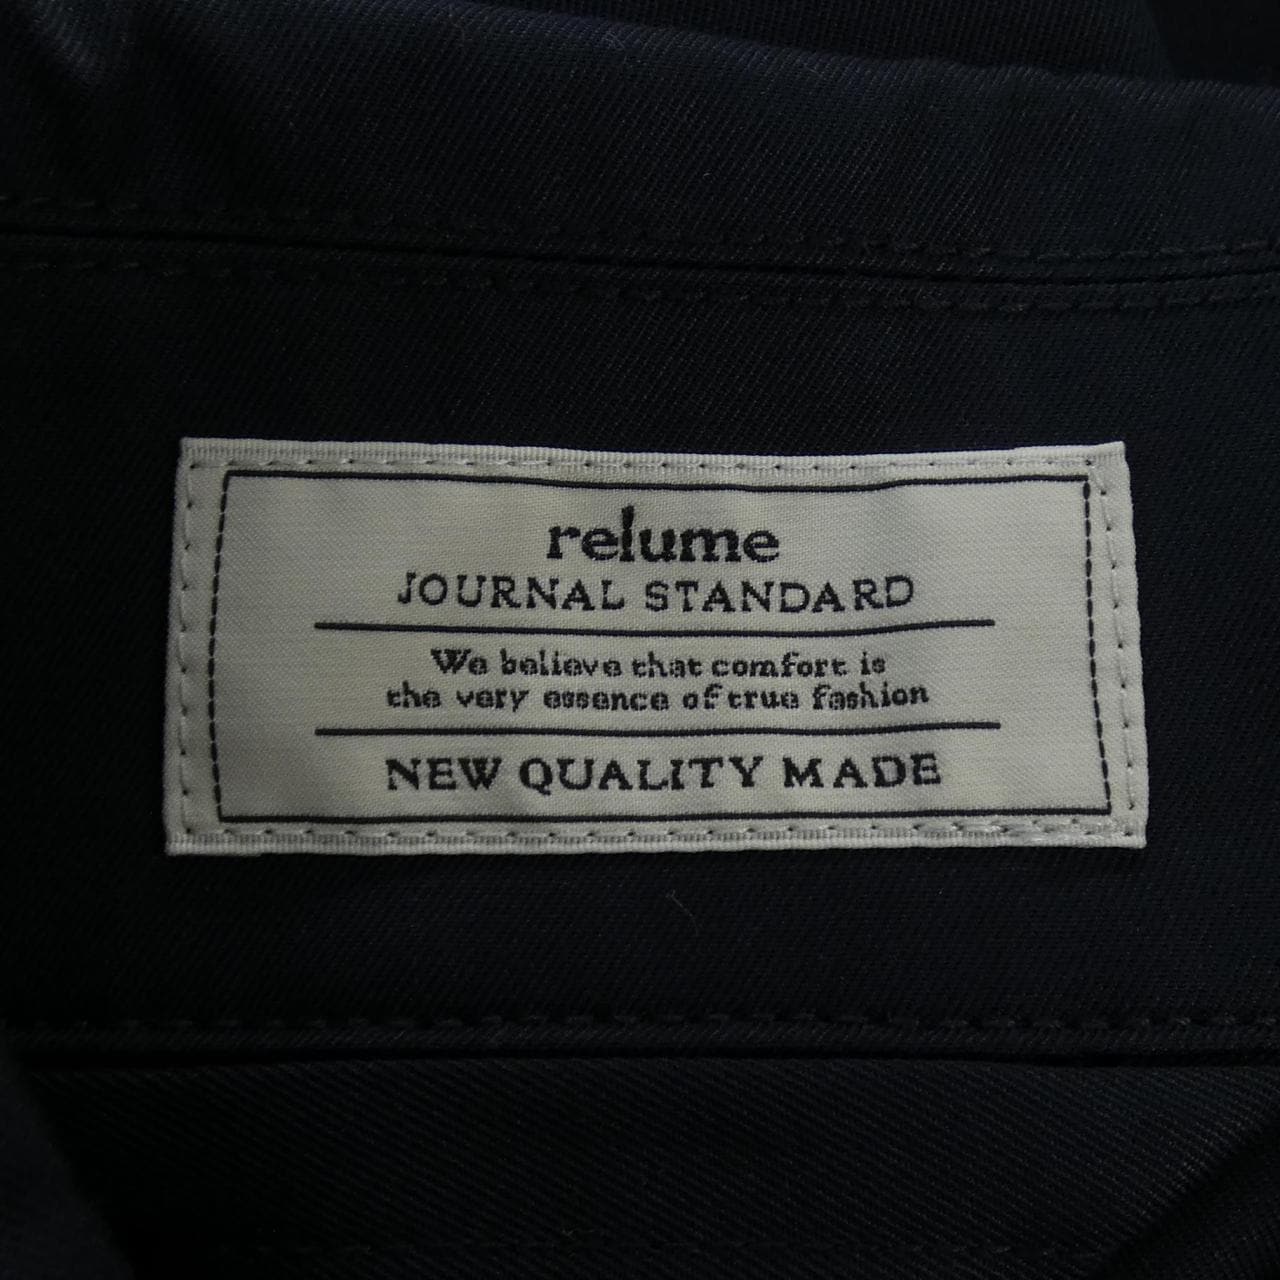 relume
JOURNAL STANDARD
We believe that comfort is
the very essence of true fashion
NEW QUALITY MADE